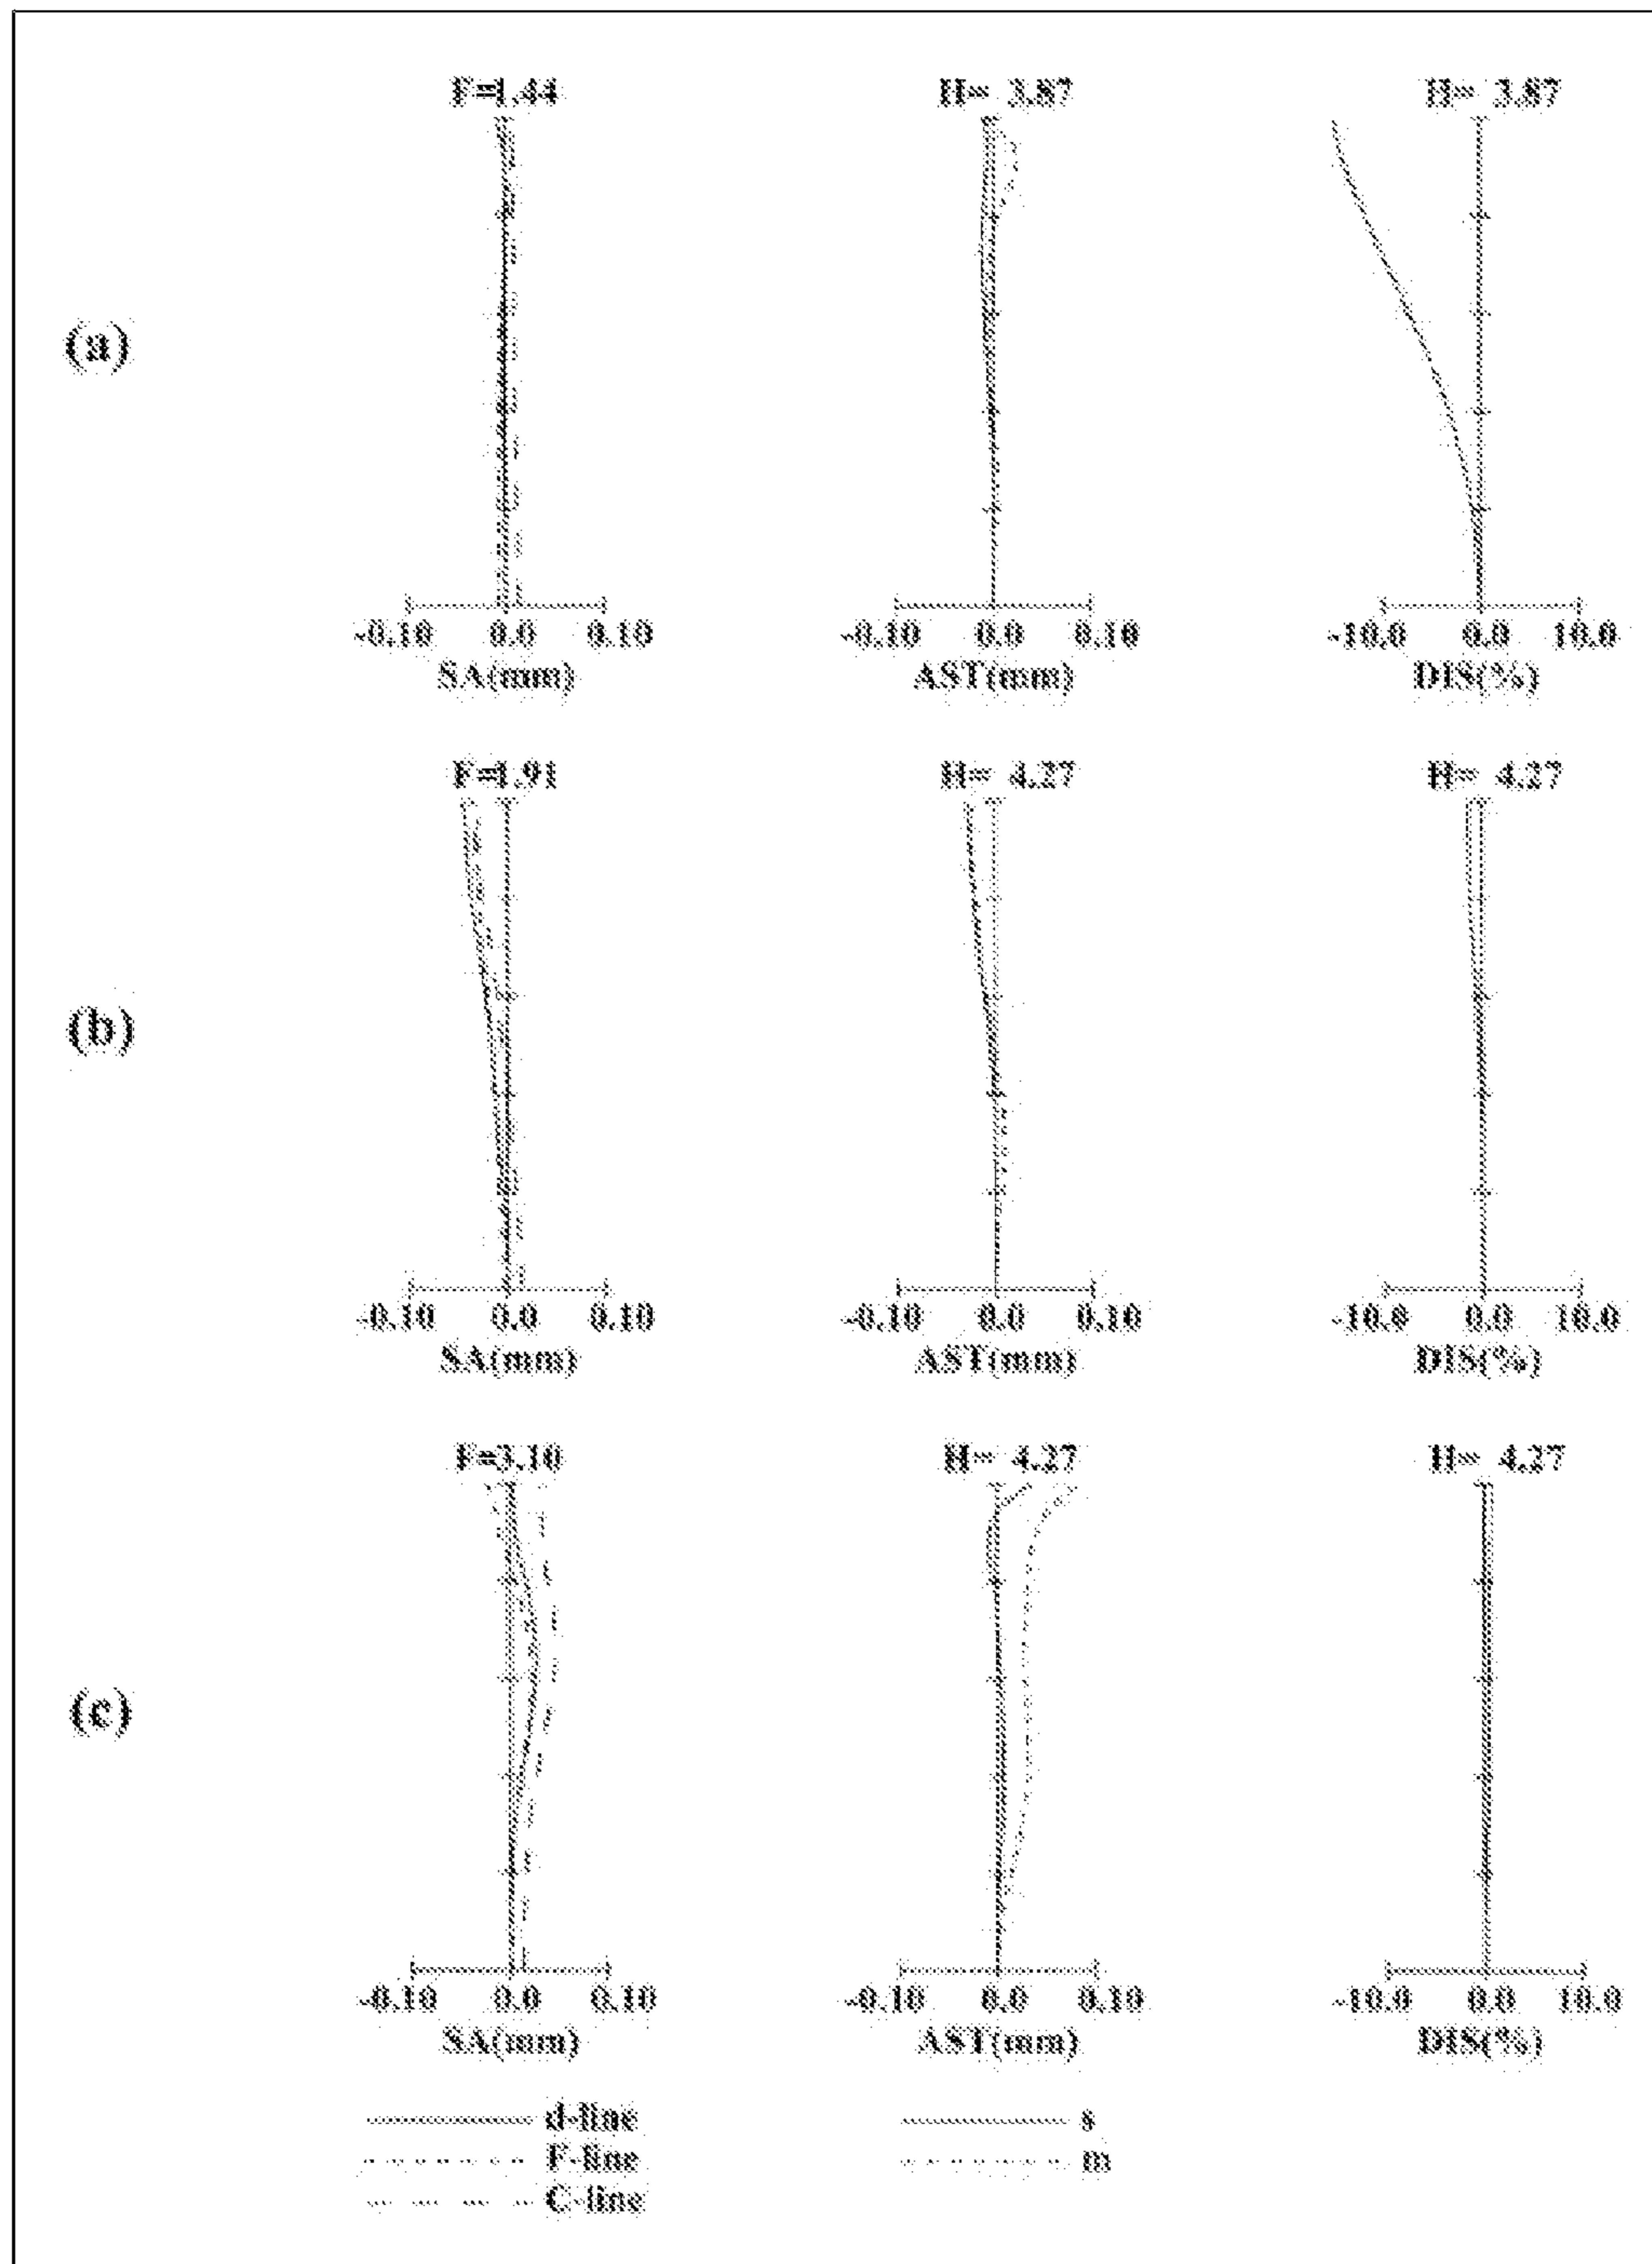 F=1.44 H= 3.87 H= 3.87
(a)
-0.10 0.0 0.10 -0.10 0.0 0.10 -10.0 0.0 10.0
SA(mm) AST(mm) DIS(%)
F=1.91 H= 4.27 H= 4.27
(b)
-0.10 0.0 0.10 -0.10 0.0 0.10 -10.0 0.0 10.0
SA(mm) AST(mm) DIS(%)
F=3.10 H= 4.27 H= 4.27
(c)
-0.10 0.0 0.10 -0.10 0.0 0.10 -10.0 0.0 10.0
SA(mm) AST(mm) DIS(%)
d-line s
F-line m
C-line